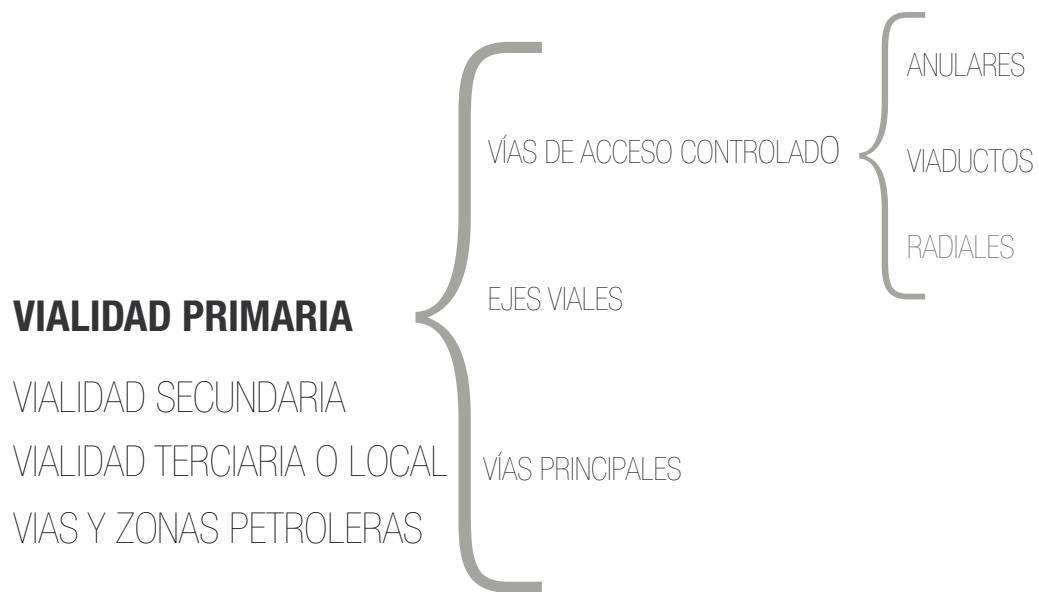 VIALIDAD PRIMARIA
VIALIDAD SECUNDARIA
VIALIDAD TERCIARIA O LOCAL
VIAS Y ZONAS PETROLERAS
VÍAS DE ACCESO CONTROLADO
EJES VIALES
VÍAS PRINCIPALES
ANULARES
VIADUCTOS
RADIALES